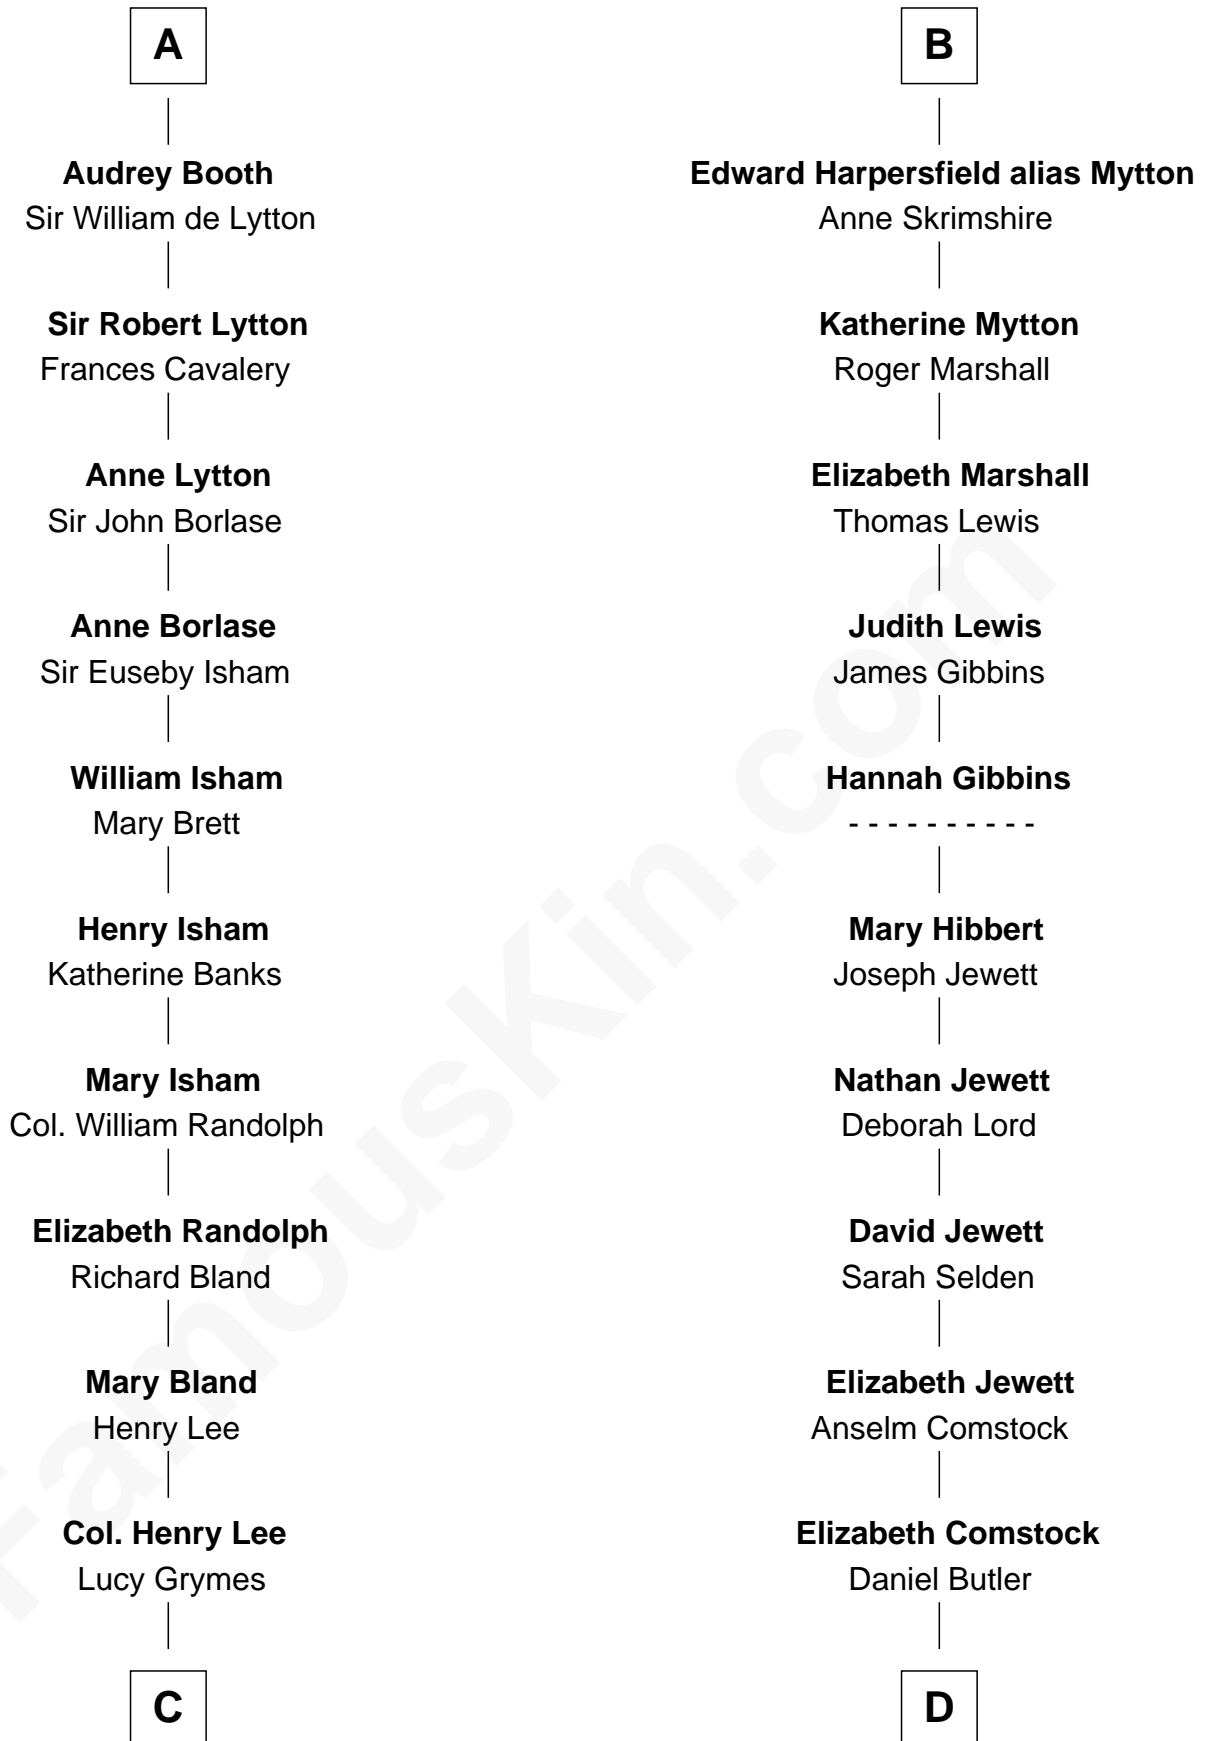 A
Audrey Booth
Sir William de Lytton
Sir Robert Lytton
Frances Cavalery
Anne Lytton
Sir John Borlase
Anne Borlase
Sir Euseby Isham
William Isham
Mary Brett
Henry Isham
Katherine Banks
Mary Isham
Col. William Randolph
Elizabeth Randolph
Richard Bland
Mary Bland
Henry Lee
Col. Henry Lee
Lucy Grymes
C
B
Edward Harpersfield alias Mytton
Anne Skrimshire
Katherine Mytton
Roger Marshall
Elizabeth Marshall
Thomas Lewis
Judith Lewis
James Gibbins
Hannah Gibbins
- - - - - - - - - -
Mary Hibbert
Joseph Jewett
Nathan Jewett
Deborah Lord
David Jewett
Sarah Selden
Elizabeth Jewett
Anselm Comstock
Elizabeth Comstock
Daniel Butler
D
FamousKin.com